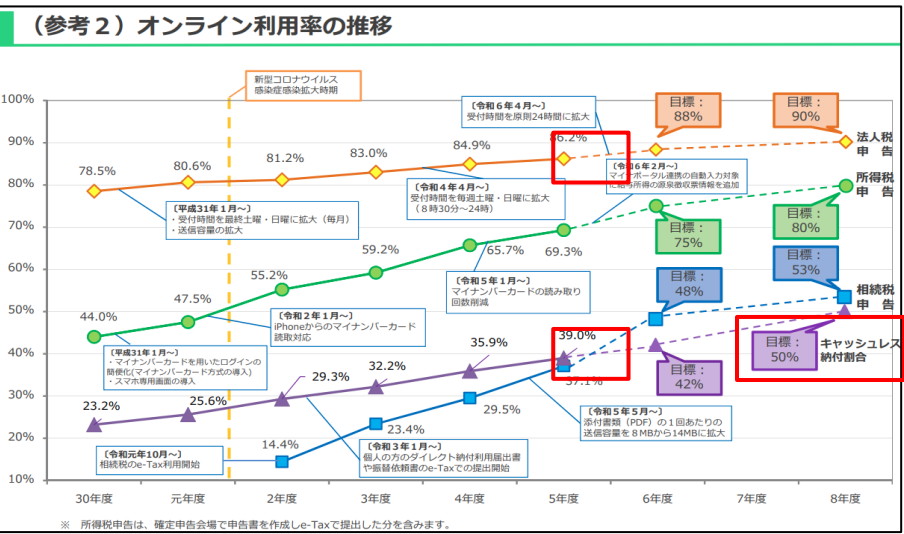 （参考２）オンライン利用率の推移
新型コロナウイルス
感染症感染拡大時期
100%
90%
80%
70%
60%
50%
40%
30%
20%
10%
30年度
元年度
2年度
3年度
4年度
5年度
6年度
7年度
8年度
78.5%
80.6%
81.2%
83.0%
84.9%
86.2%
目標：
88%
目標：
90%
法人税
申　告
〔令和６年４月～〕
受付時間を原則24時間に拡大
〔平成31年１月～〕
・受付時間を最終土曜・日曜に拡大（毎月）
・送信容量の拡大
〔令和４年４月～〕
受付時間を毎週土曜・日曜に拡大
（８時30分～24時）
令和６年２月～〕
マイナポータル連携の自動入力対象
に給与所得の源泉徴収票情報を追加
44.0%
47.5%
55.2%
59.2%
65.7%
69.3%
目標：
75%
目標：
80%
所得税
申　告
〔平成31年１月～〕
・マイナンバーカードを用いたログインの
簡便化(マイナンバーカード方式の導入)
・スマホ専用画面の導入
〔令和２年１月～〕
iPhoneからのマイナンバーカード
読取対応
〔令和５年１月～〕
マイナンバーカードの読み取り
回数削減
14.4%
23.4%
29.5%
37.1%
目標：
48%
目標：
53%
相続税
申　告
〔令和元年10月～〕
相続税のe-Tax利用開始
〔令和５年５月～〕
添付書類（PDF）の１回あたりの
送信容量を８MBから14MBに拡大
23.2%
25.6%
29.3%
32.2%
35.9%
39.0%
目標：
42%
目標：
50%
キャッシュレス
納付割合
〔令和３年１月～〕
個人の方のダイレクト納付利用届出書
や振替依頼書のe-Taxでの提出開始
※　所得税申告は、確定申告会場で申告書を作成しe-Taxで提出した分を含みます。